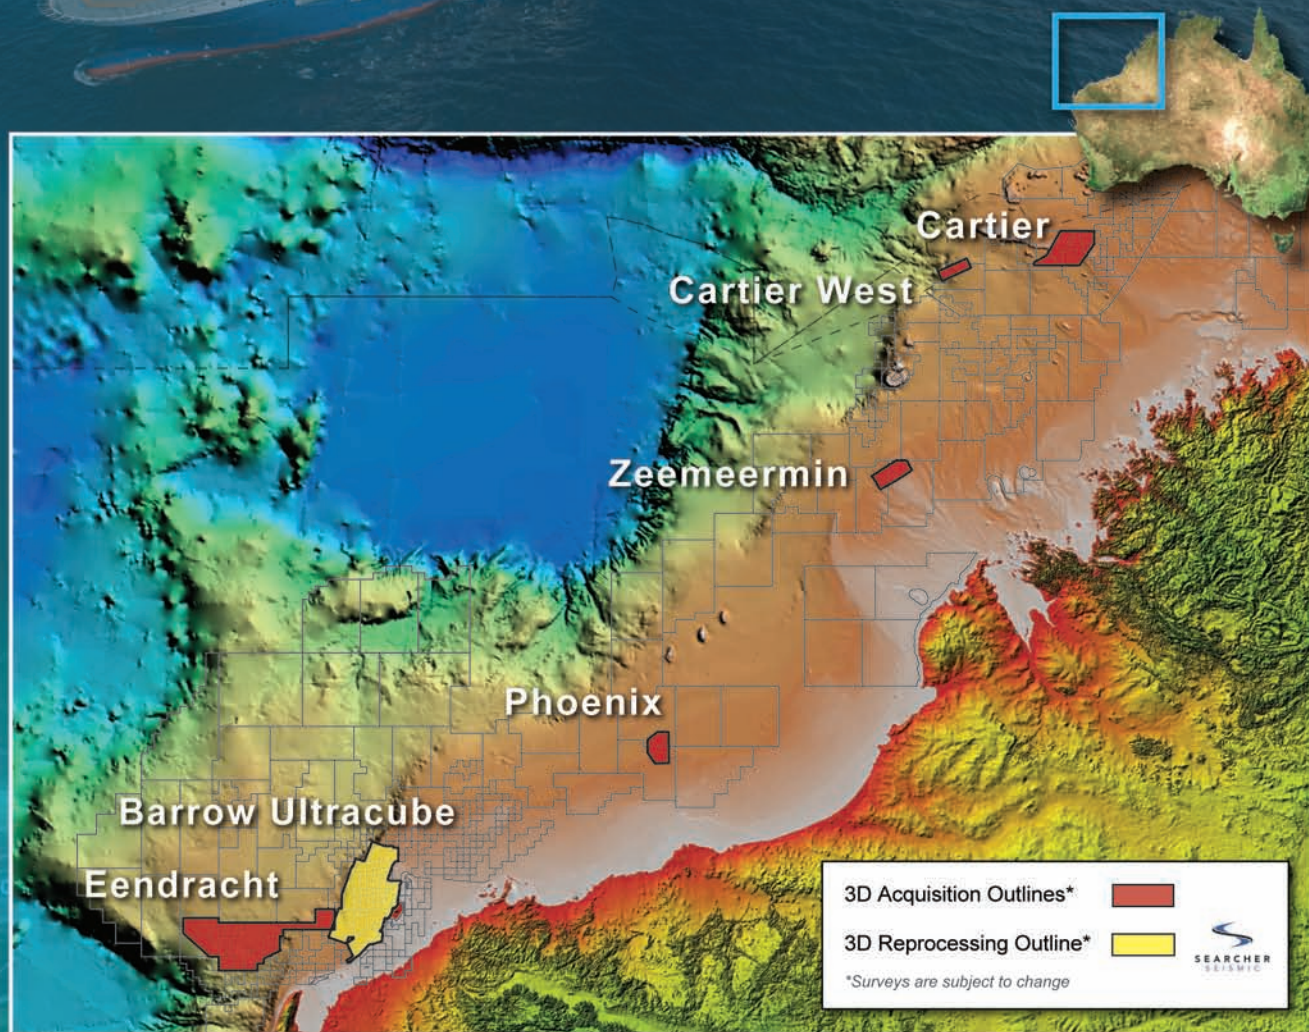 Cartier
Cartier West
Zeemeermin
Phoenix
Barrow Ultracube
Eendracht
3D Acquisition Outlines*
3D Reprocessing Outline*
*Surveys are subject to change
SEARCHER
SEISMIC